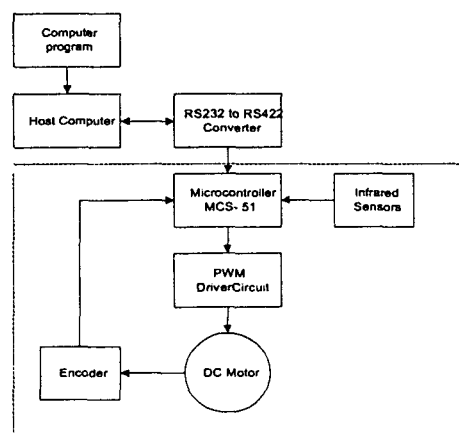 Computer
program
Host Computer
RS232 to RS422
Converter
Microcontroller
MCS- 51
Infrared
Sensors
PWM
DriverCircuit
Encoder
DC Motor